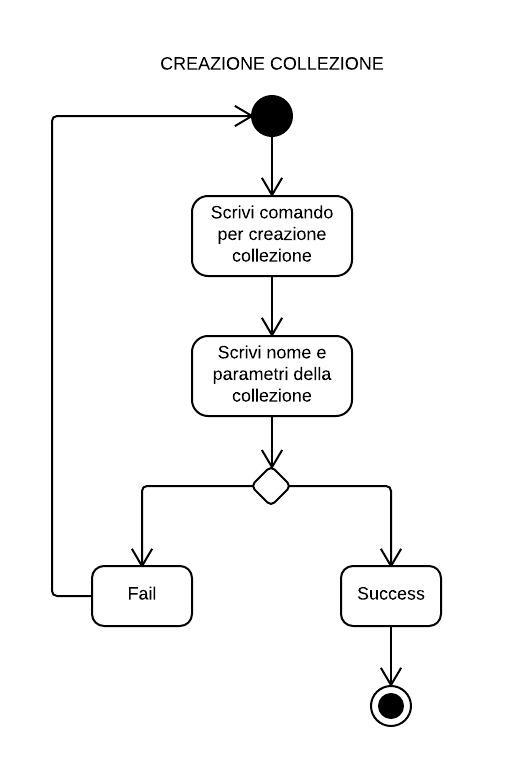 CREAZIONE COLLEZIONE
Scrivi comando
per creazione
collezione
Scrivi nome e
parametri della
collezione
Fail
Success